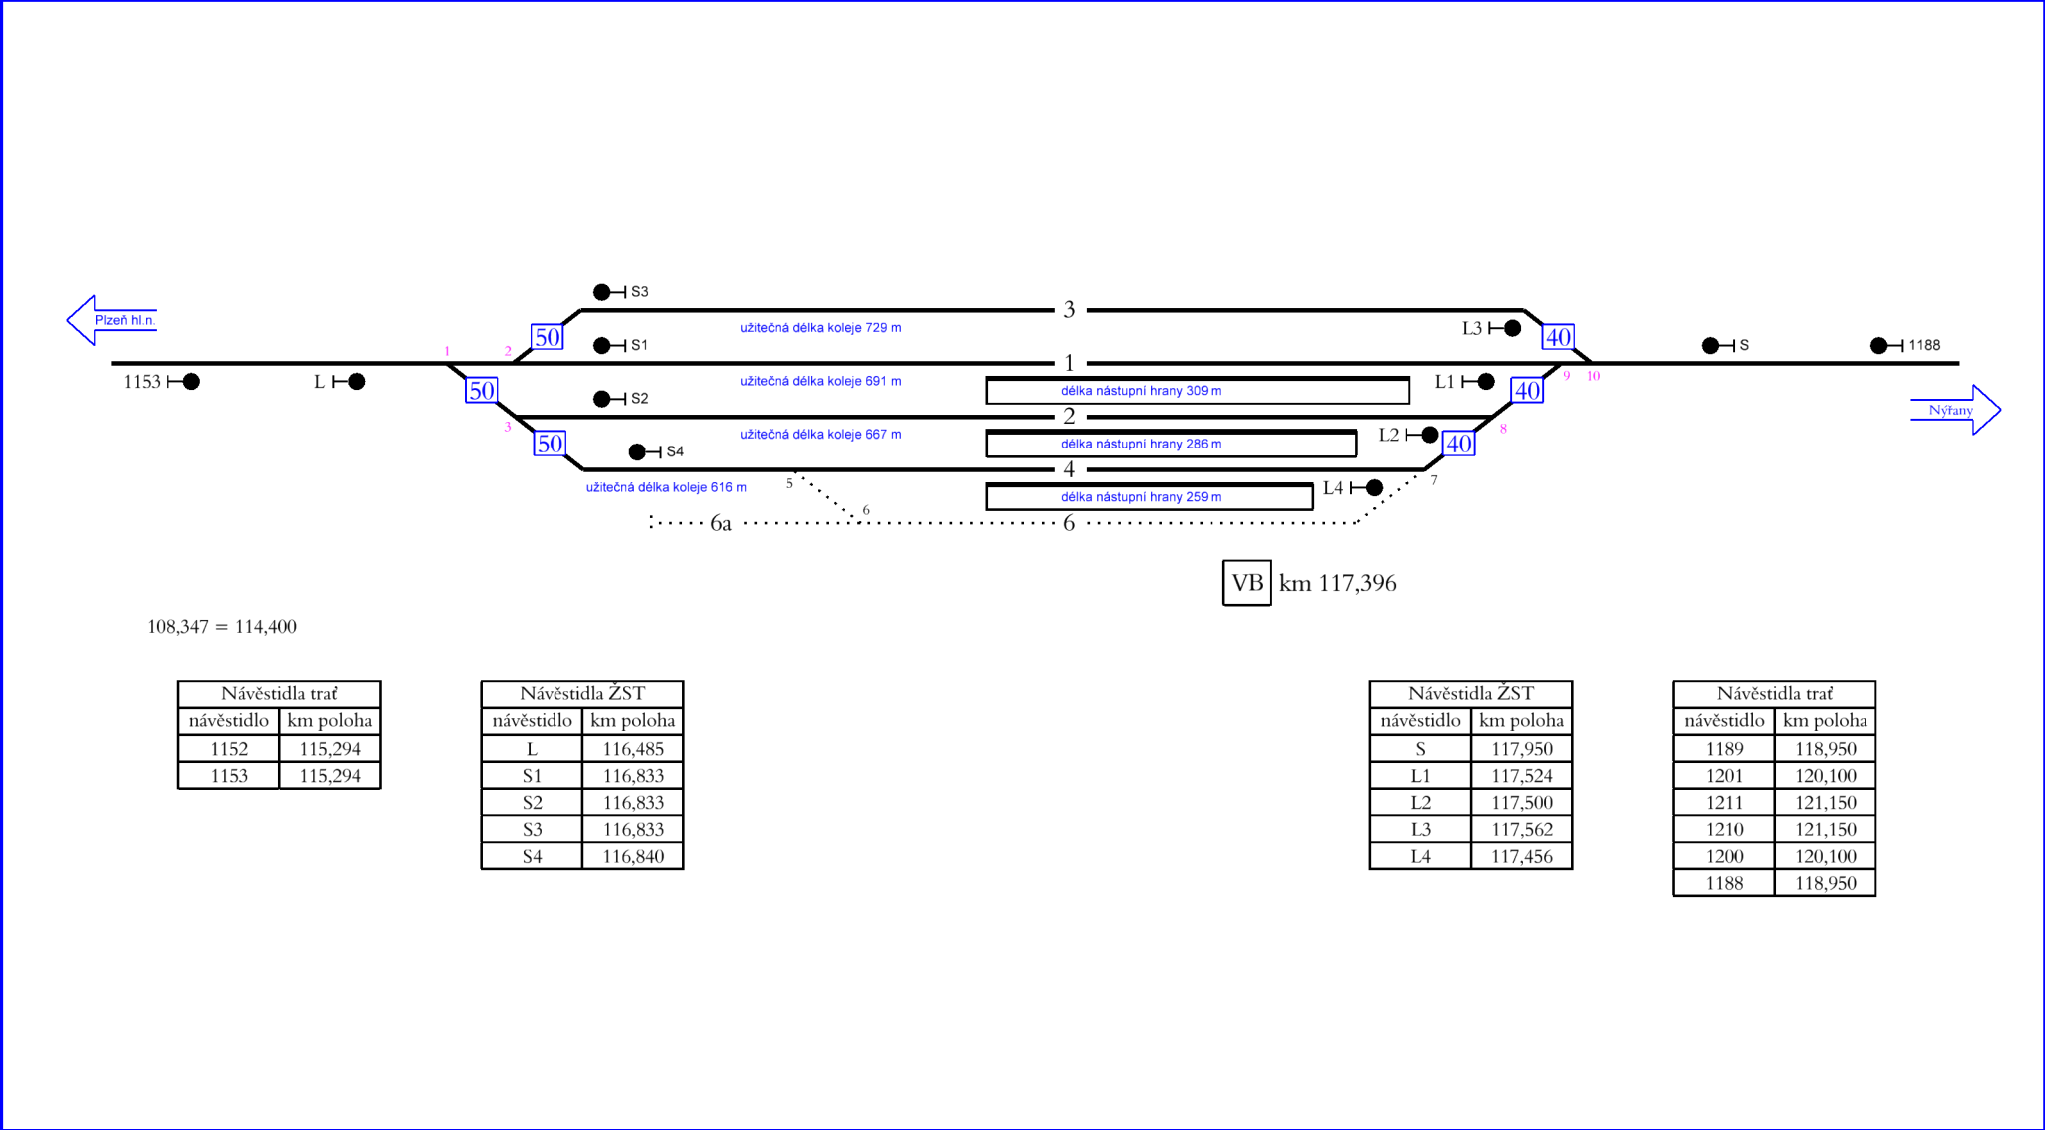 S3
3
Plzeň hl.n.
50
užitečná délka koleje 729 m
L3
40
S1
S
1188
1
2
1
1153
L
50
užitečná délka koleje 691 m
délka nástupní hrany 309 m
L1
40
9
10
S2
2
Nýřany
3
50
užitečná délka koleje 667 m
délka nástupní hrany 286 m
L2
40
8
S4
4
5
užitečná délka koleje 616 m
délka nástupní hrany 259 m
L4
7
6
6a
6
VB km 117,396
108,347 = 114,400
Návěstidla trať
návěstidlo km poloha
1152 115,294
1153 115,294
Návěstidla ŽST
návěstidlo km poloha
L 116,485
S1 116,833
S2 116,833
S3 116,833
S4 116,840
Návěstidla ŽST
návěstidlo km poloha
S 117,950
L1 117,524
L2 117,500
L3 117,562
L4 117,456
Návěstidla trať
návěstidlo km poloha
1189 118,950
1201 120,100
1211 121,150
1210 121,150
1200 120,100
1188 118,950